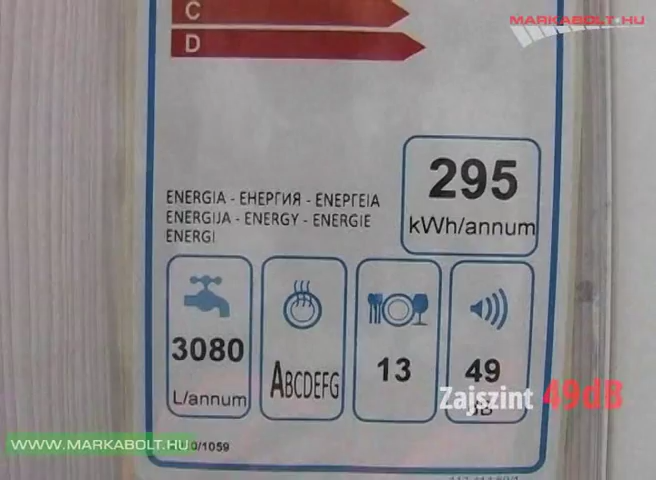 C
MARKABOLT.HU
D
295
kWh/annum
ENERGIA - ЕНЕРГИЯ - ΕΝΕΡΓΕΙΑ
ENERGIJA - ENERGY - ENERGIE
ENERGI
3080
L/annum
ABCDEFG
13
49
dB
Zajszint 49dB
WWW.MARKABOLT.HU
/1059